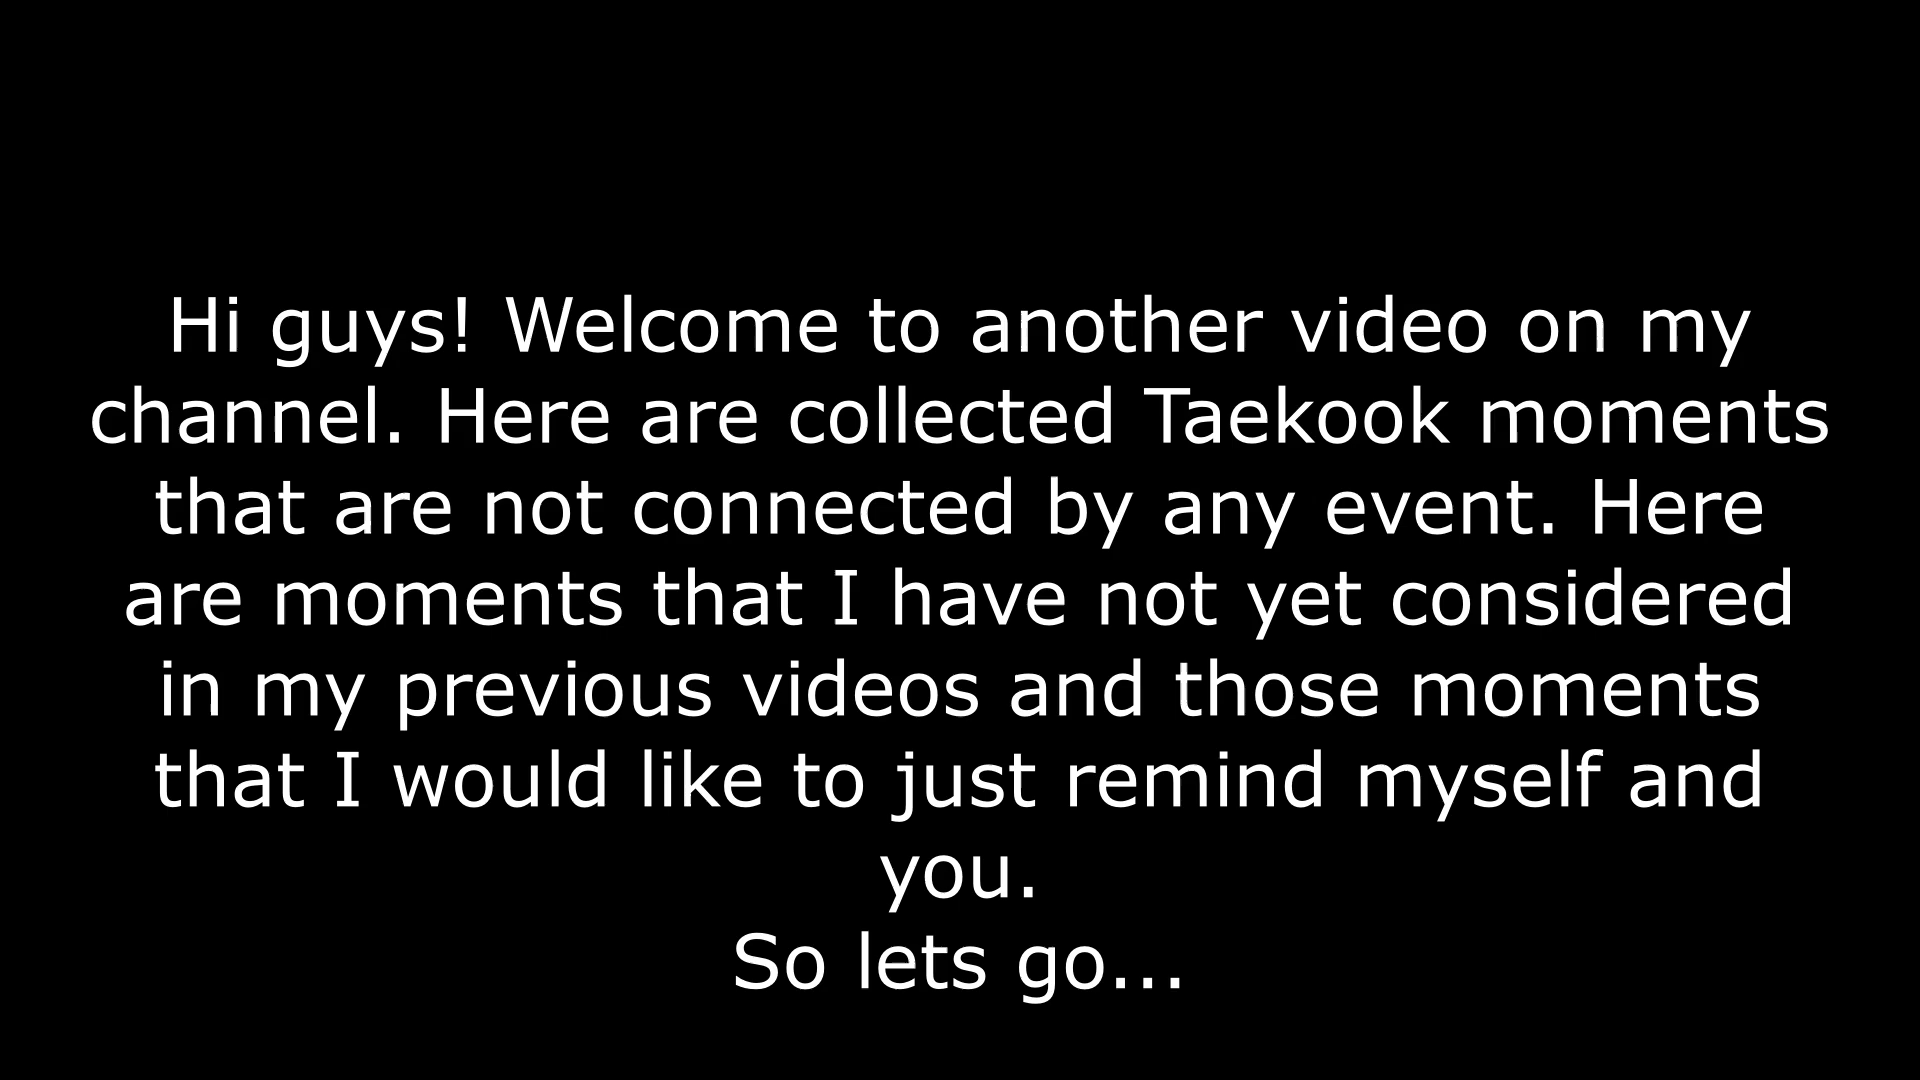 Hi guys! Welcome to another video on my
channel. Here are collected Taekook moments
that are not connected by any event. Here
are moments that I have not yet considered
in my previous videos and those moments
that I would like to just remind myself and
you.
So lets go...